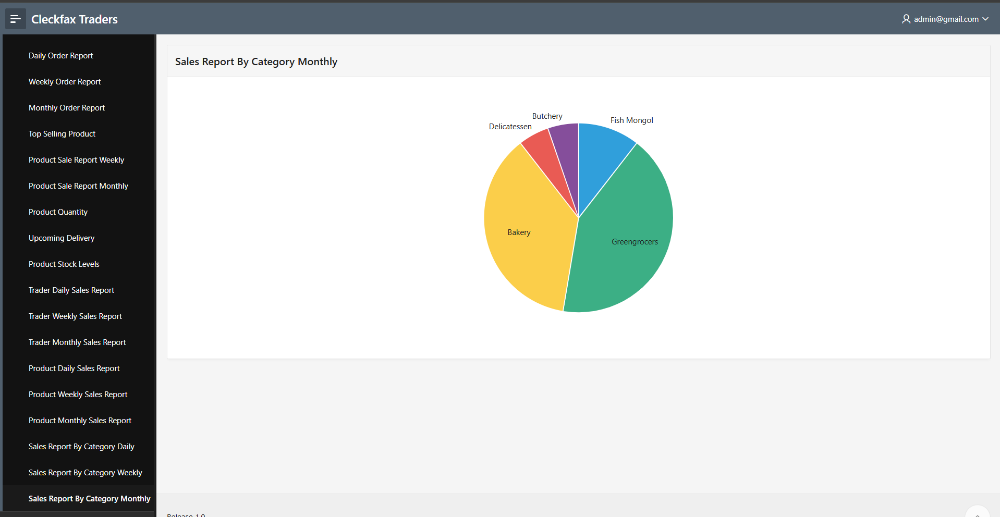 Cleckfax Traders
admin@gmail.com
Daily Order Report
Weekly Order Report
Monthly Order Report
Top Selling Product
Product Sale Report Weekly
Product Sale Report Monthly
Product Quantity
Upcoming Delivery
Product Stock Levels
Trader Daily Sales Report
Trader Weekly Sales Report
Trader Monthly Sales Report
Product Daily Sales Report
Product Weekly Sales Report
Product Monthly Sales Report
Sales Report By Category Daily
Sales Report By Category Weekly
Sales Report By Category Monthly
Sales Report By Category Monthly
Butchery
Fish Mongol
Delicatessen
Bakery
Greengrocers
Release 1.0